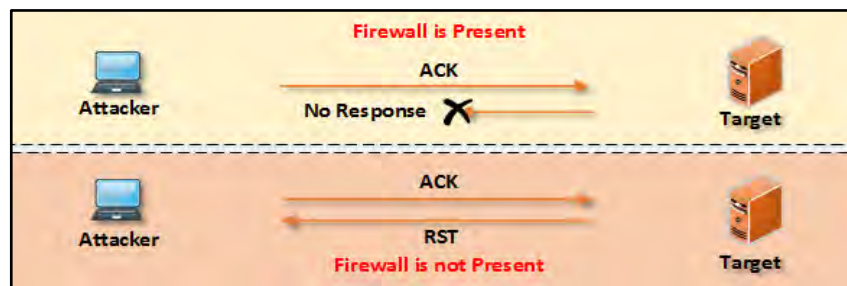 Firewall is Present
ACK
No Response
Attacker
Target
ACK
Attacker
RST
Target
Firewall is not Present